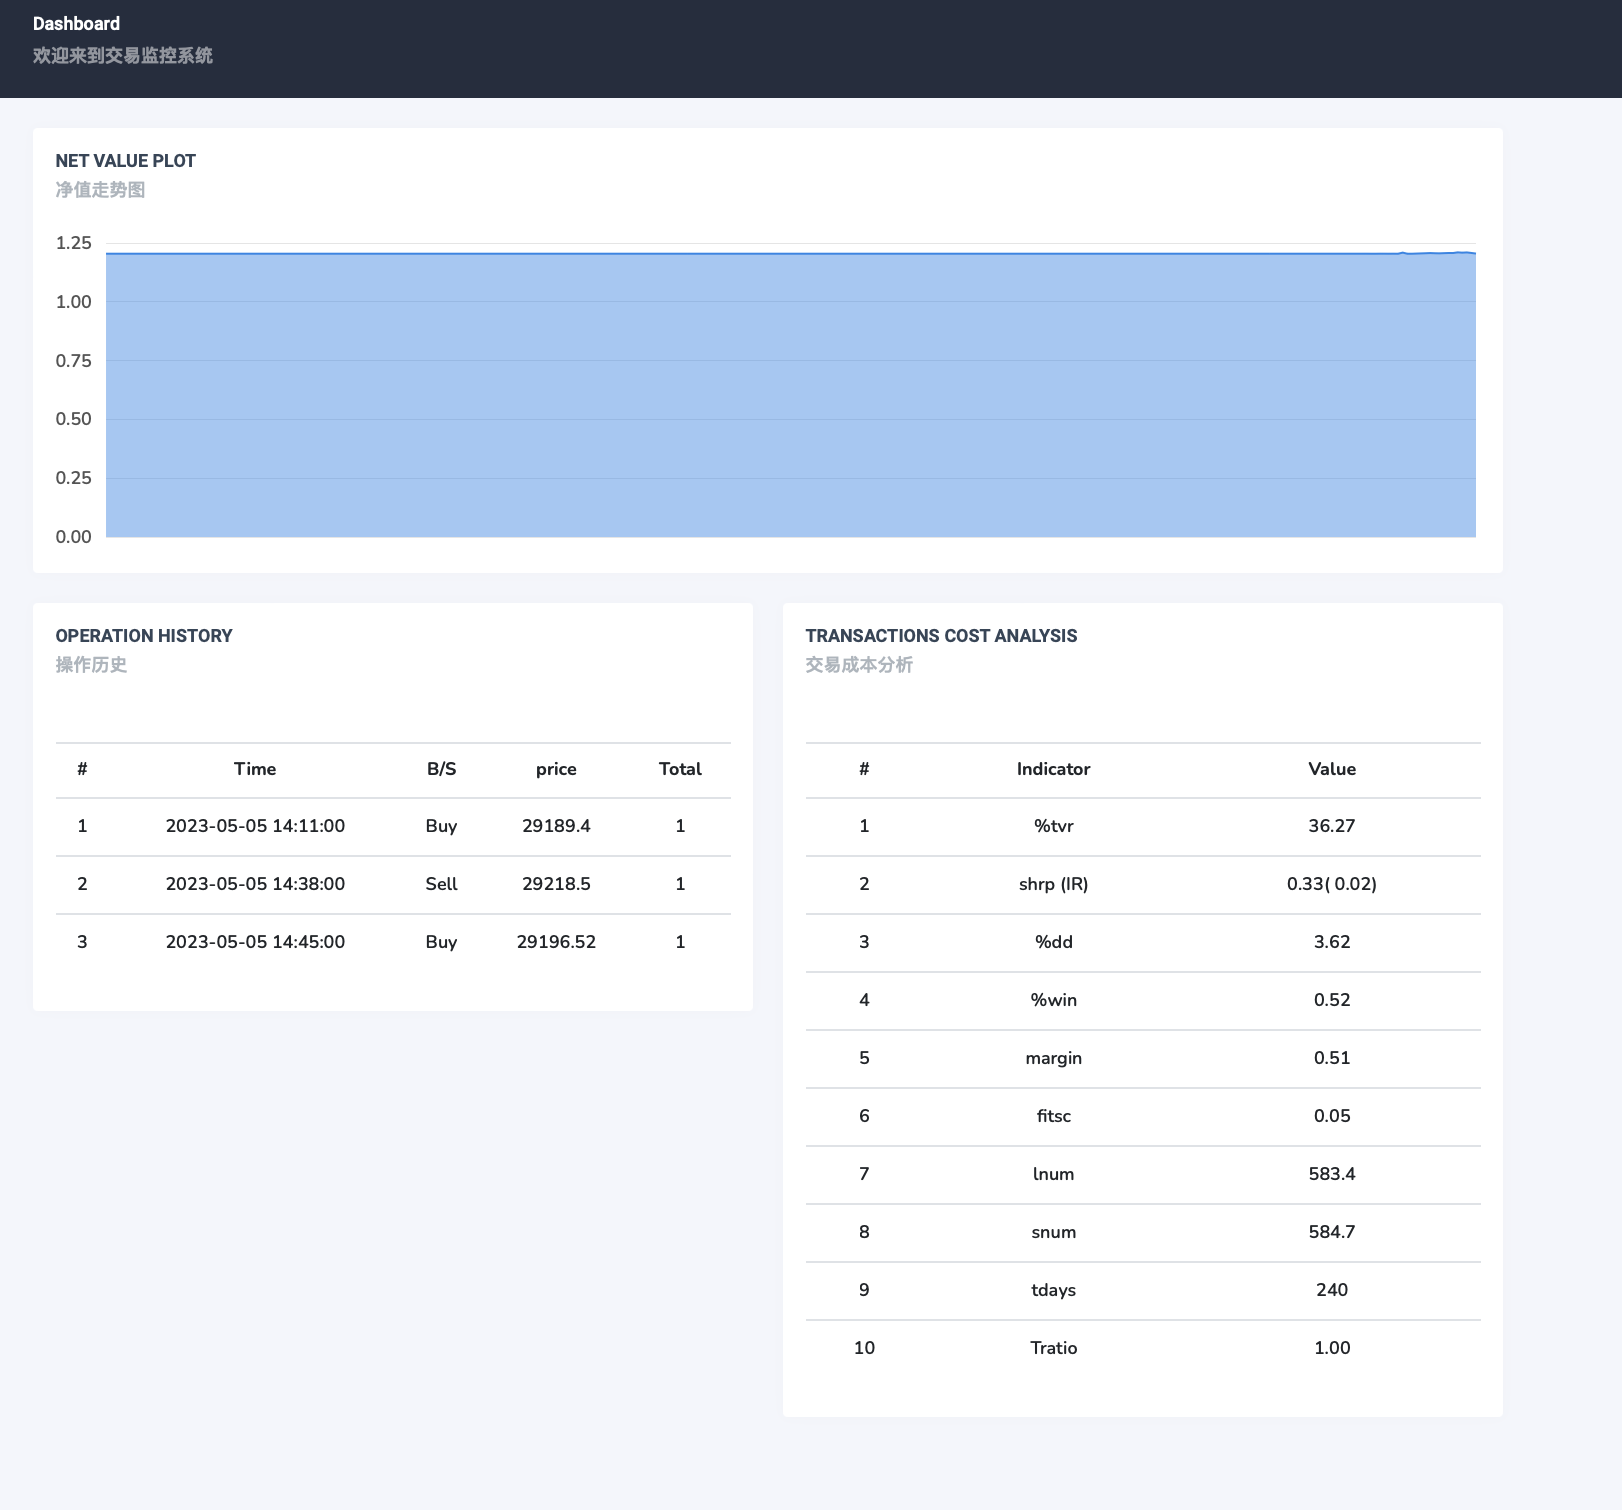 Dashboard
欢迎来到交易监控系统
NET VALUE PLOT
净值走势图
1.25
1.00
0.75
0.50
0.25
0.00
OPERATION HISTORY
操作历史
# Time B/S price Total
1 2023-05-05 14:11:00 Buy 29189.4 1
2 2023-05-05 14:38:00 Sell 29218.5 1
3 2023-05-05 14:45:00 Buy 29196.52 1
TRANSACTIONS COST ANALYSIS
交易成本分析
# Indicator Value
1 %tvr 36.27
2 shrp (IR) 0.33( 0.02)
3 %dd 3.62
4 %win 0.52
5 margin 0.51
6 fitsc 0.05
7 lnum 583.4
8 snum 584.7
9 tdays 240
10 Tratio 1.00